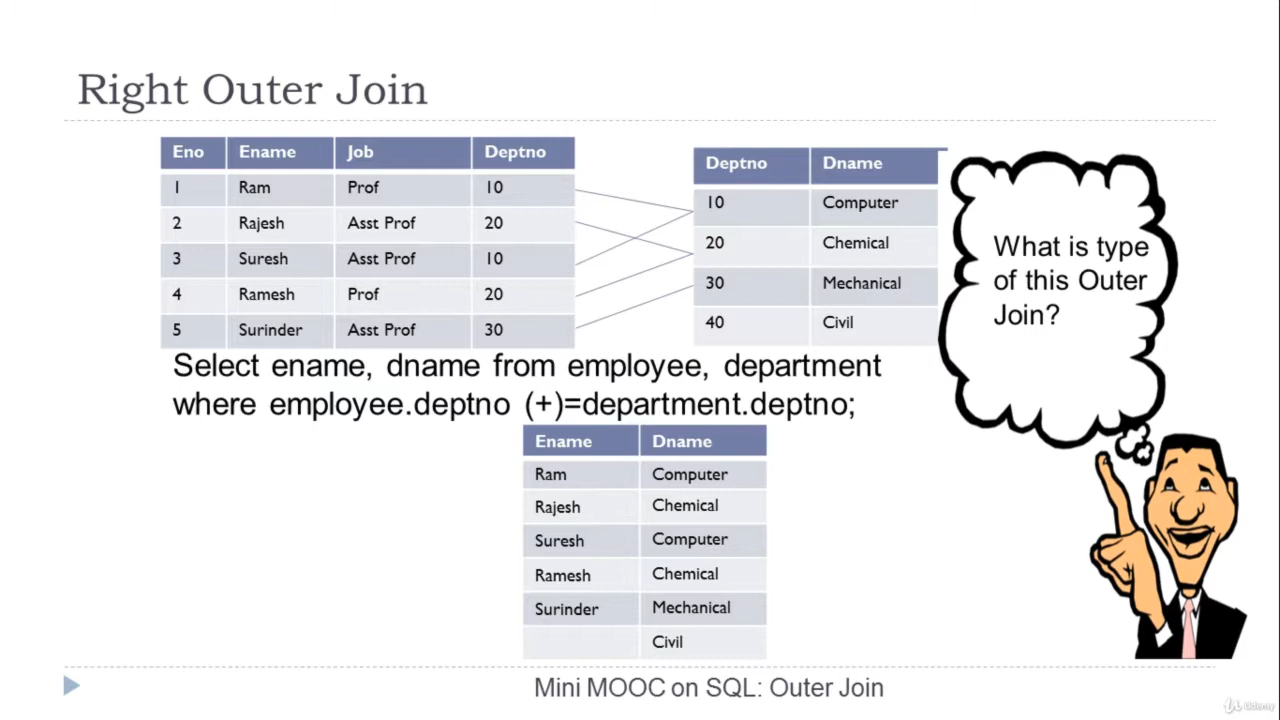 Right Outer Join
Eno Ename Job Deptno
1 Ram Prof 10
2 Rajesh Asst Prof 20
3 Suresh Asst Prof 10
4 Ramesh Prof 20
5 Surinder Asst Prof 30
Deptno Dname
10 Computer
20 Chemical
30 Mechanical
40 Civil
What is type
of this Outer
Join?
Select ename, dname from employee, department
where employee.deptno (+)=department.deptno;
Ename Dname
Ram Computer
Rajesh Chemical
Suresh Computer
Ramesh Chemical
Surinder Mechanical
Civil
Mini MOOC on SQL: Outer Join
Udemy